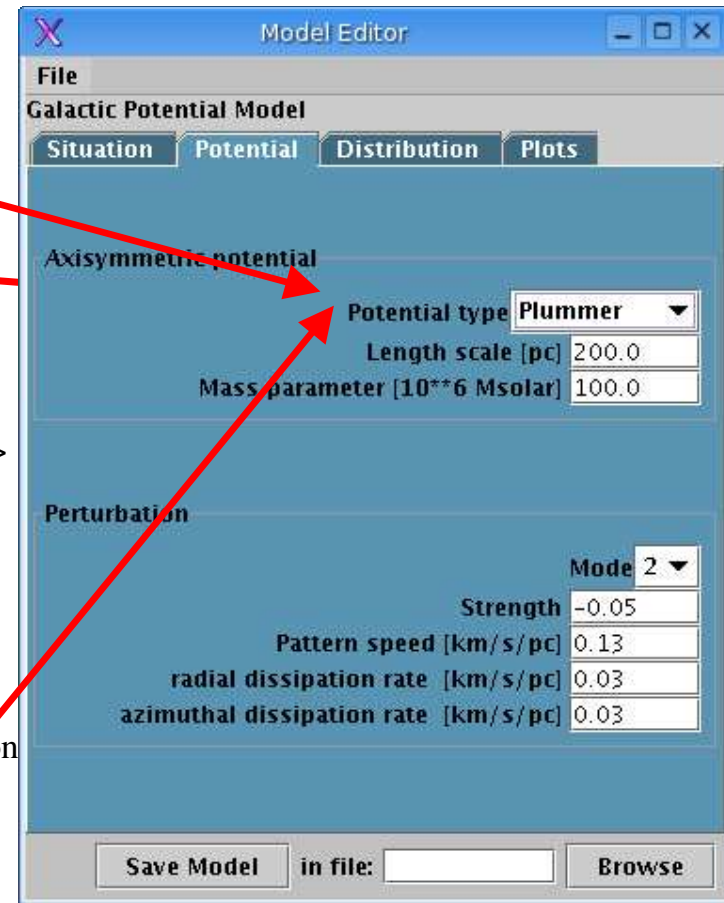 Model Editor
File
Galactic Potential Model
Situation Potential Distribution Plots
Axisymmetric potential
Potential type Plummer
Length scale [pc] 200.0
Mass parameter [10**6 Msolar] 100.0
>
Perturbation
Mode 2
Strength -0.05
Pattern speed [km/s/pc] 0.13
radial dissipation rate [km/s/pc] 0.03
azimuthal dissipation rate [km/s/pc] 0.03
on
Save Model in file: Browse